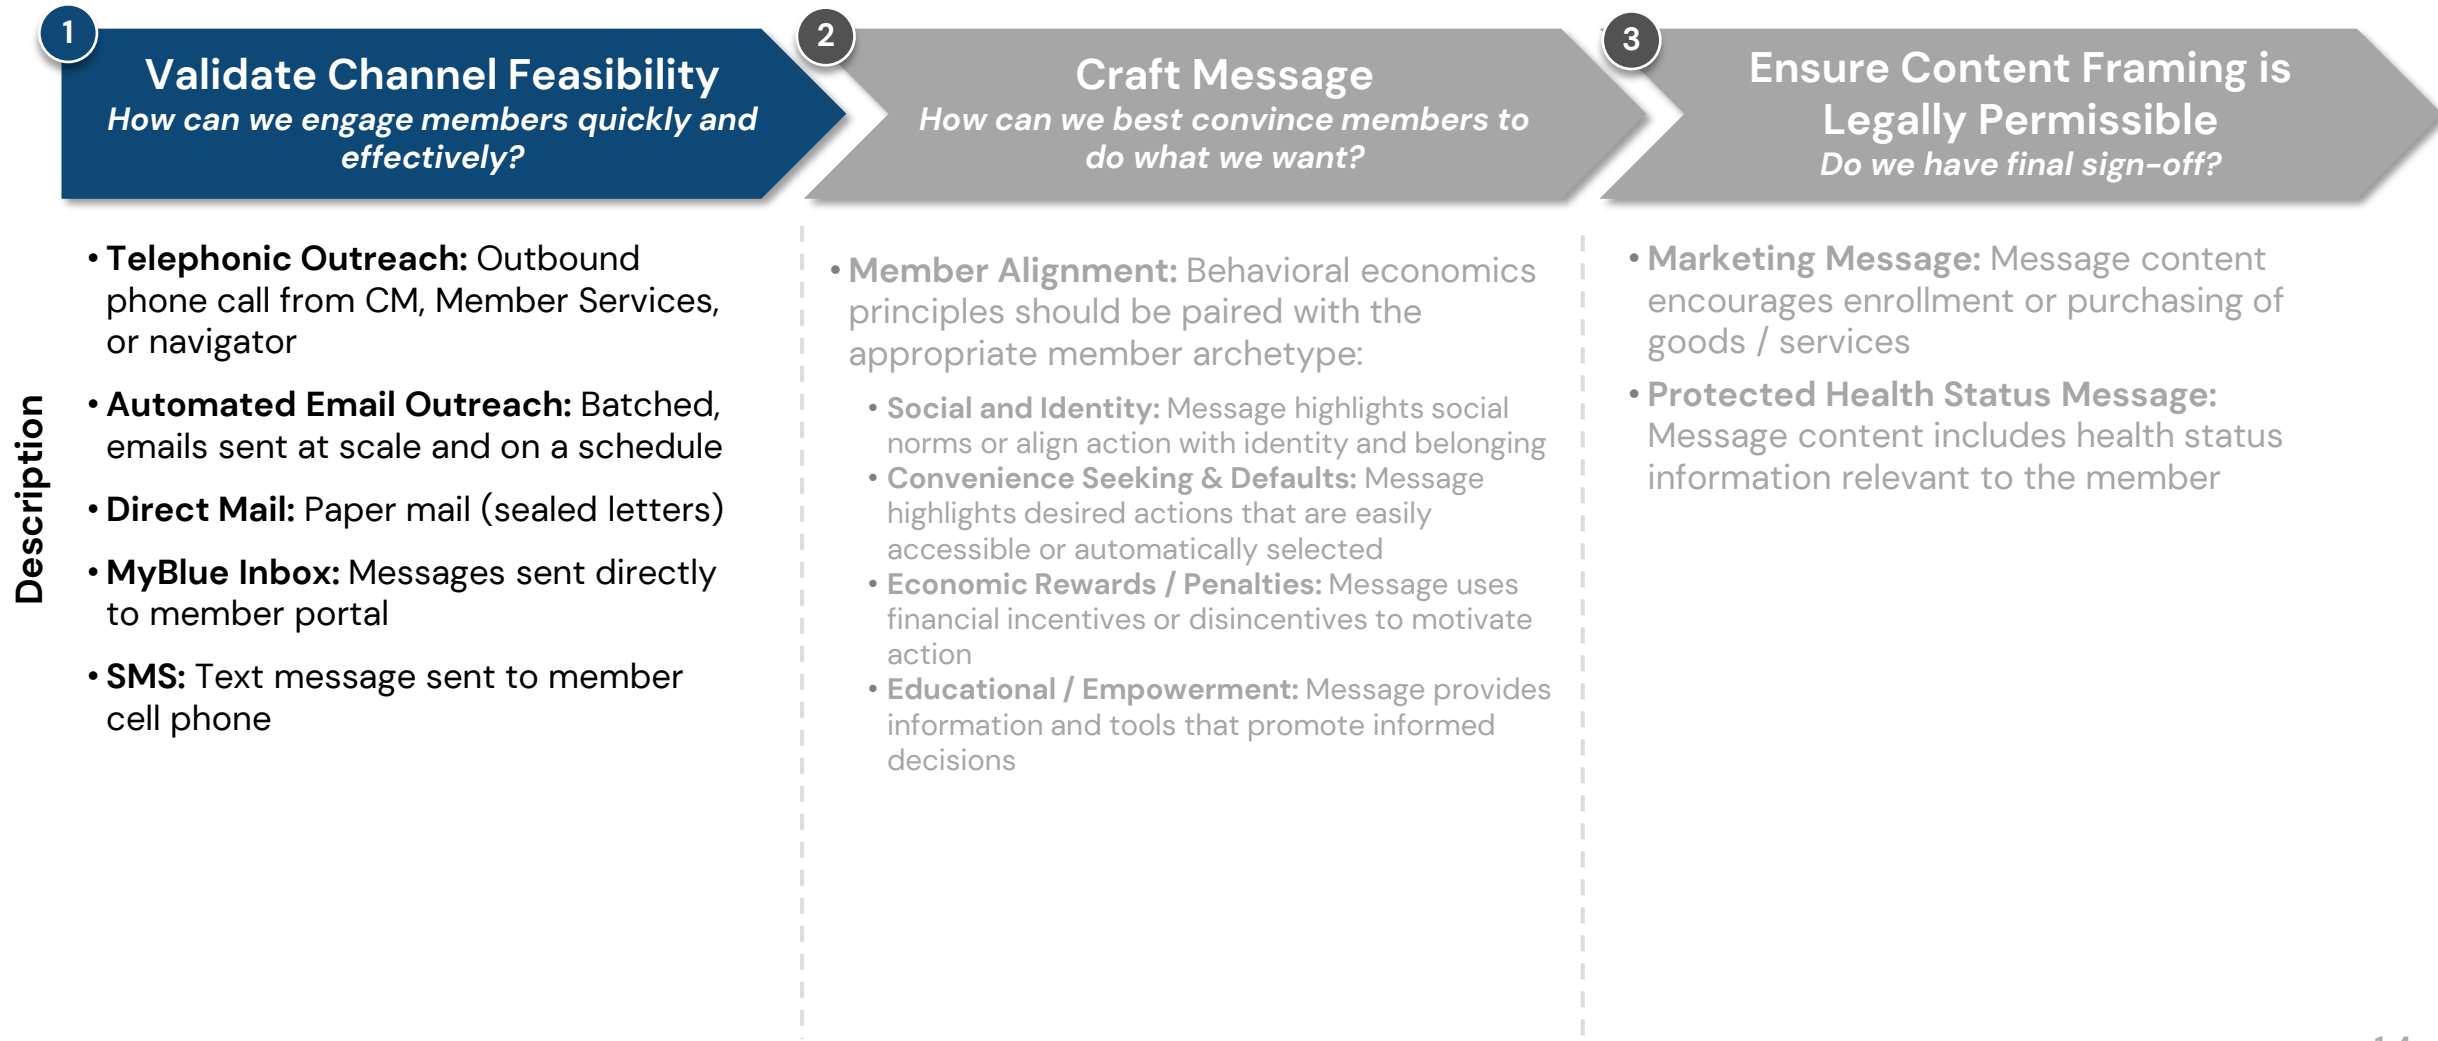 1
Validate Channel Feasibility
How can we engage members quickly and
effectively?
2
Craft Message
How can we best convince members to
do what we want?
3
Ensure Content Framing is
Legally Permissible
Do we have final sign-off?
Description
• Telephonic Outreach: Outbound
phone call from CM, Member Services,
or navigator
• Automated Email Outreach: Batched,
emails sent at scale and on a schedule
• Direct Mail: Paper mail (sealed letters)
• MyBlue Inbox: Messages sent directly
to member portal
• SMS: Text message sent to member
cell phone
• Member Alignment: Behavioral economics
principles should be paired with the
appropriate member archetype:
• Social and Identity: Message highlights social
norms or align action with identity and belonging
• Convenience Seeking & Defaults: Message
highlights desired actions that are easily
accessible or automatically selected
• Economic Rewards / Penalties: Message uses
financial incentives or disincentives to motivate
action
• Educational / Empowerment: Message provides
information and tools that promote informed
decisions
• Marketing Message: Message content
encourages enrollment or purchasing of
goods / services
• Protected Health Status Message:
Message content includes health status
information relevant to the member